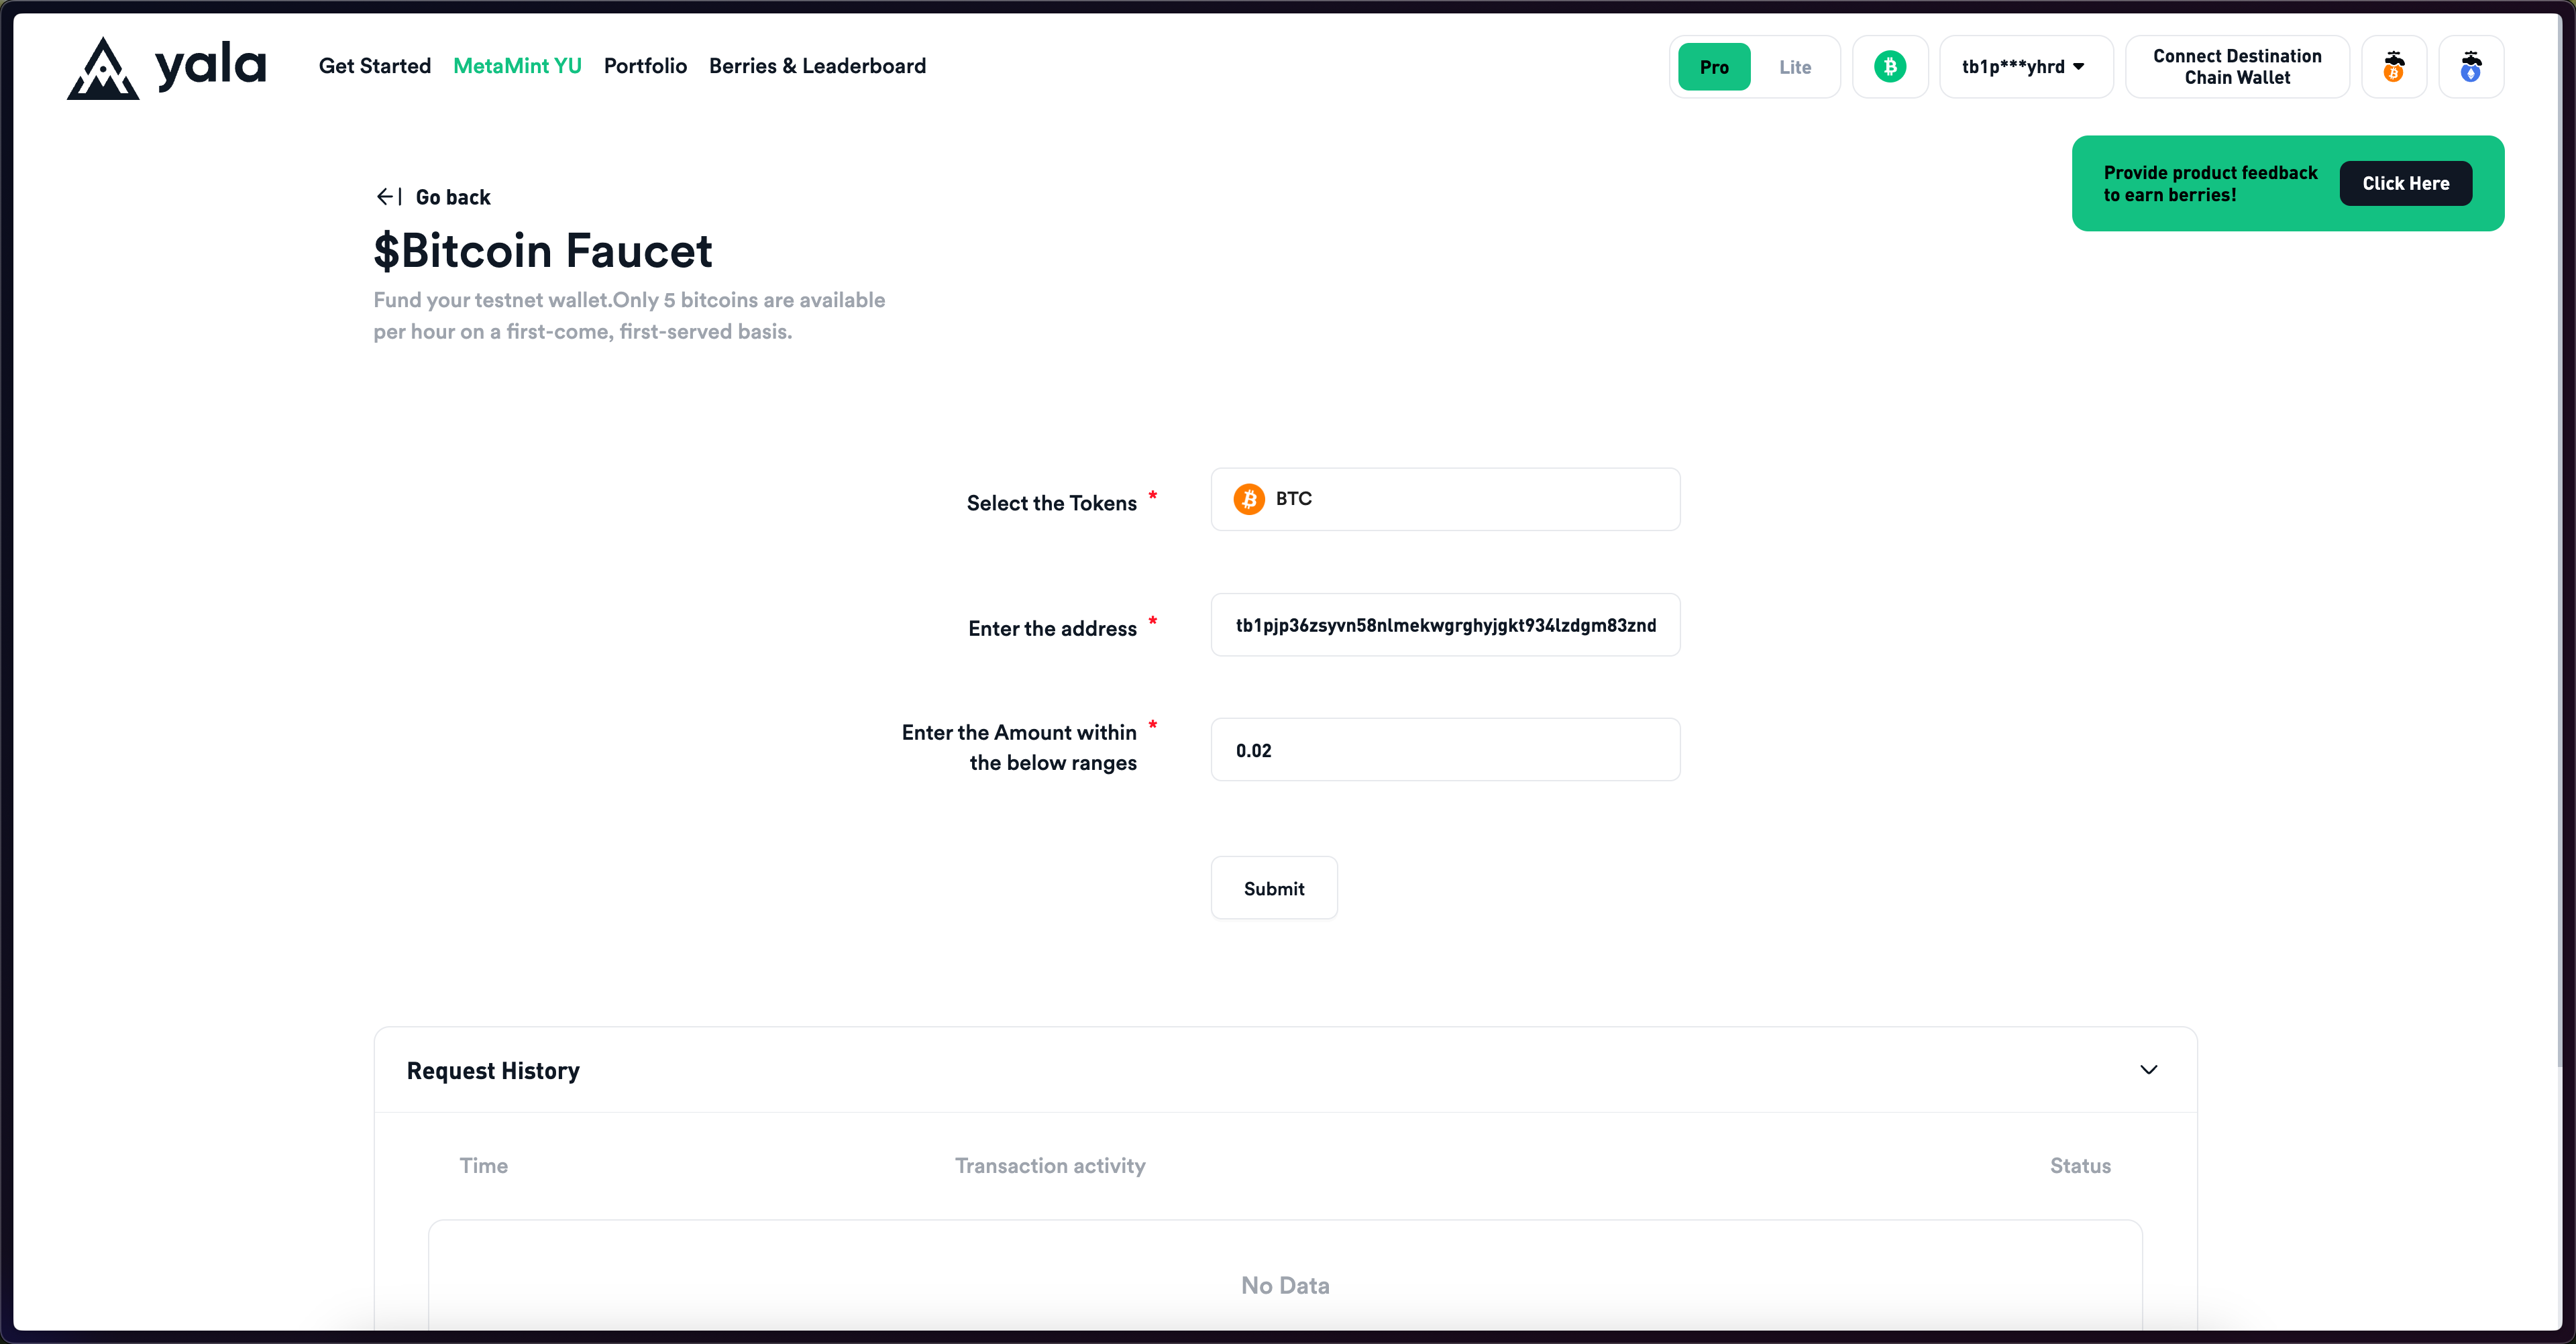 yala
Get Started
MetaMint YU
Portfolio
Berries & Leaderboard
Pro
Lite
tb1p***yhrd
Connect Destination
Chain Wallet
Provide product feedback
to earn berries!
Click Here
Go back
$Bitcoin Faucet
Fund your testnet wallet.Only 5 bitcoins are available
per hour on a first-come, first-served basis.
Select the Tokens *
BTC
Enter the address *
tb1pjp36zsyvn58nlmekwgrghyjgkt934lzdgm83znd
Enter the Amount within *
the below ranges
0.02
Submit
Request History
Time
Transaction activity
Status
No Data